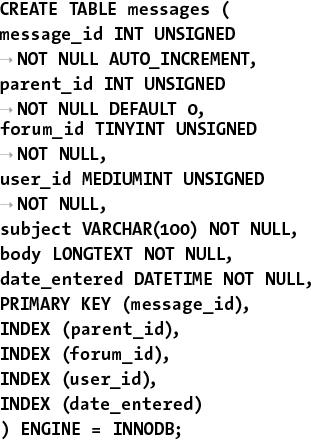 CREATE TABLE messages (
message_id INT UNSIGNED
→ NOT NULL AUTO_INCREMENT,
parent_id INT UNSIGNED
→ NOT NULL DEFAULT 0,
forum_id TINYINT UNSIGNED
→ NOT NULL,
user_id MEDIUMINT UNSIGNED
→ NOT NULL,
subject VARCHAR(100) NOT NULL,
body LONGTEXT NOT NULL,
date_entered DATETIME NOT NULL,
PRIMARY KEY (message_id),
INDEX (parent_id),
INDEX (forum_id),
INDEX (user_id),
INDEX (date_entered)
) ENGINE = INNODB;